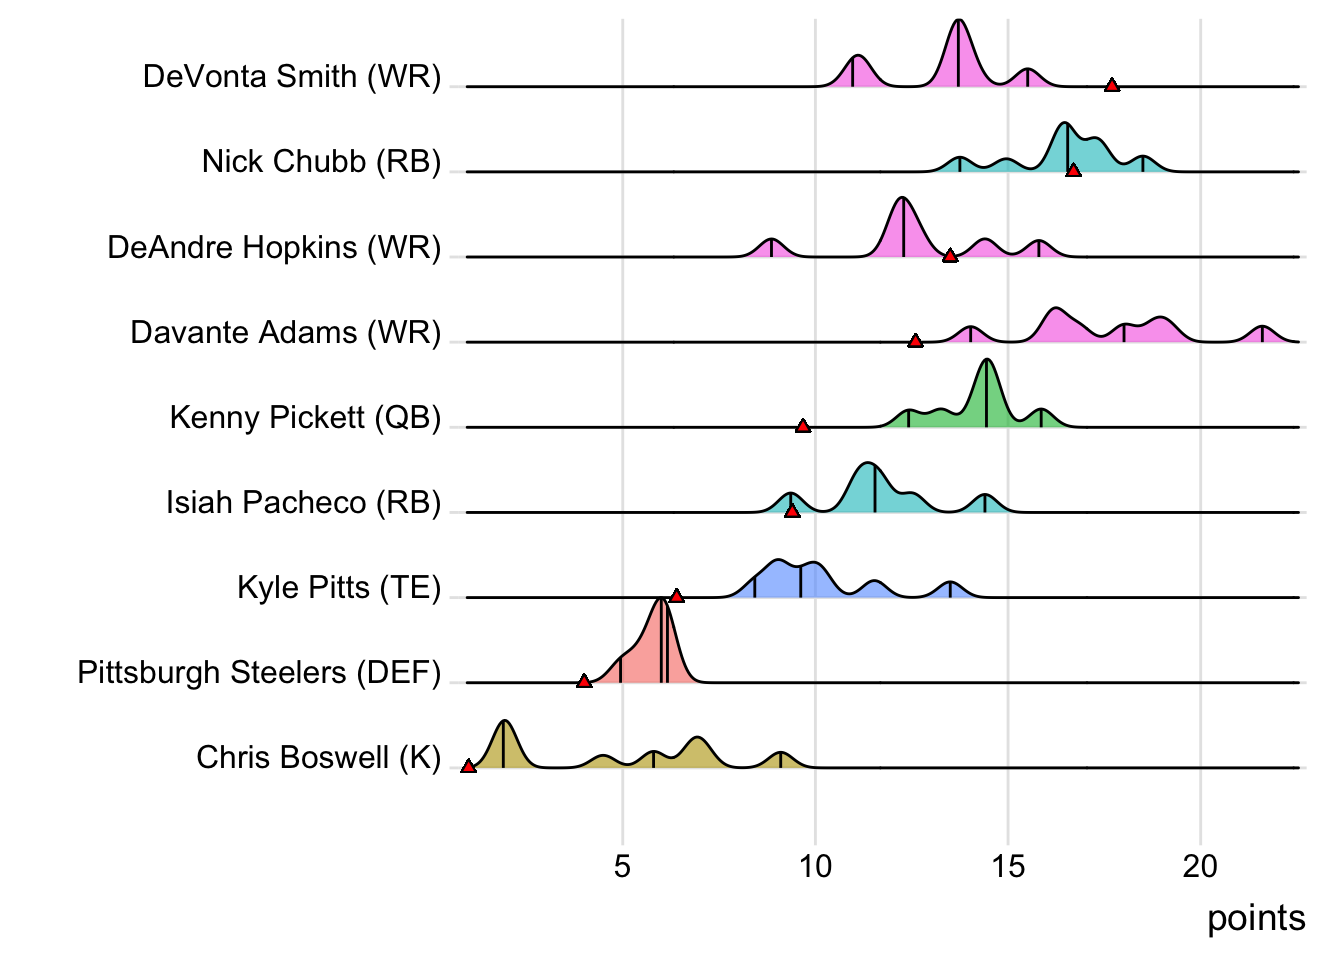 DeVonta Smith (WR)
Nick Chubb (RB)
DeAndre Hopkins (WR)
Davante Adams (WR)
Kenny Pickett (QB)
Isiah Pacheco (RB)
Kyle Pitts (TE)
Pittsburgh Steelers (DEF)
Chris Boswell (K)
5 10 15 20
points